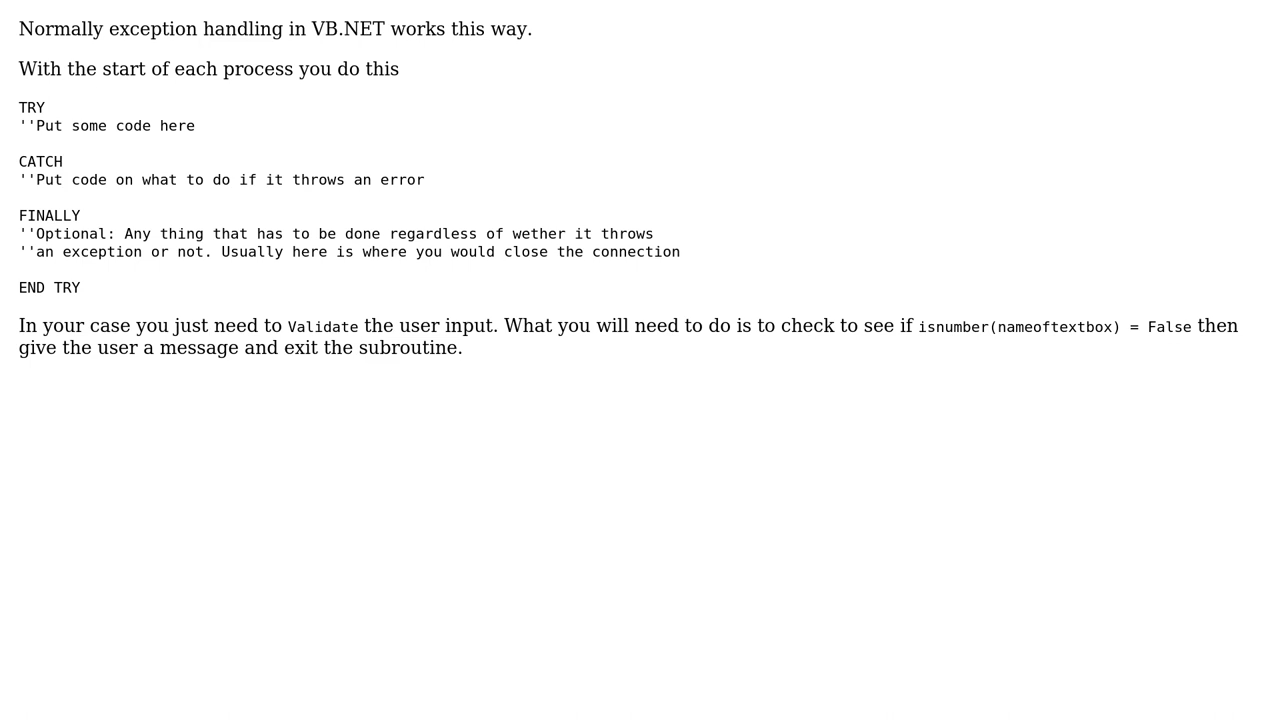 Normally exception handling in VB.NET works this way.
With the start of each process you do this
TRY
''Put some code here
CATCH
''Put code on what to do if it throws an error
FINALLY
''Optional: Any thing that has to be done regardless of wether it throws
''an exception or not. Usually here is where you would close the connection
END TRY
In your case you just need to Validate the user input. What you will need to do is to check to see if isnumber(nameoftextbox) = False then
give the user a message and exit the subroutine.